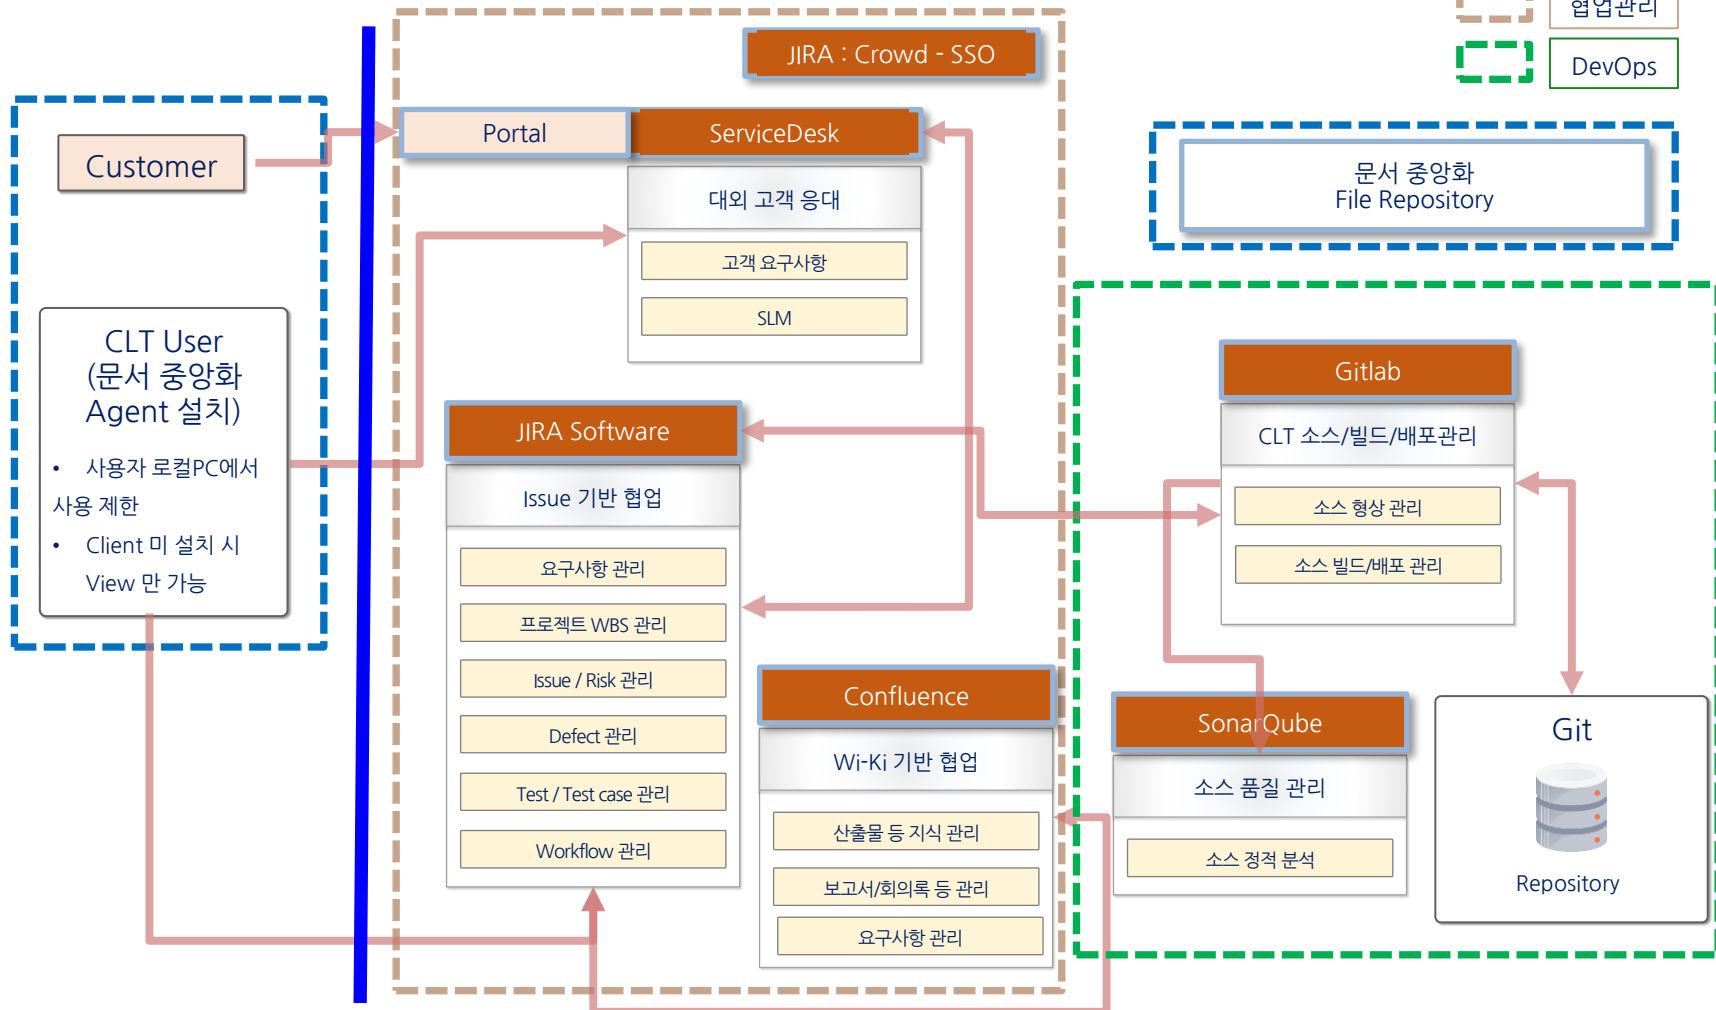 협업관리
JIRA : Crowd - SSO
DevOps
Customer
Portal
ServiceDesk
대외 고객 응대
고객 요구사항
SLM
문서 중앙화
File Repository
CLT User
(문서 중앙화
Agent 설치)
• 사용자 로컬PC에서
사용 제한
• Client 미 설치 시
View 만 가능
JIRA Software
Issue 기반 협업
요구사항 관리
프로젝트 WBS 관리
Issue / Risk 관리
Defect 관리
Test / Test case 관리
Workflow 관리
Confluence
Wi-Ki 기반 협업
산출물 등 지식 관리
보고서/회의록 등 관리
요구사항 관리
Gitlab
CLT 소스/빌드/배포관리
소스 형상 관리
소스 빌드/배포 관리
SonarQube
소스 품질 관리
소스 정적 분석
Git
Repository